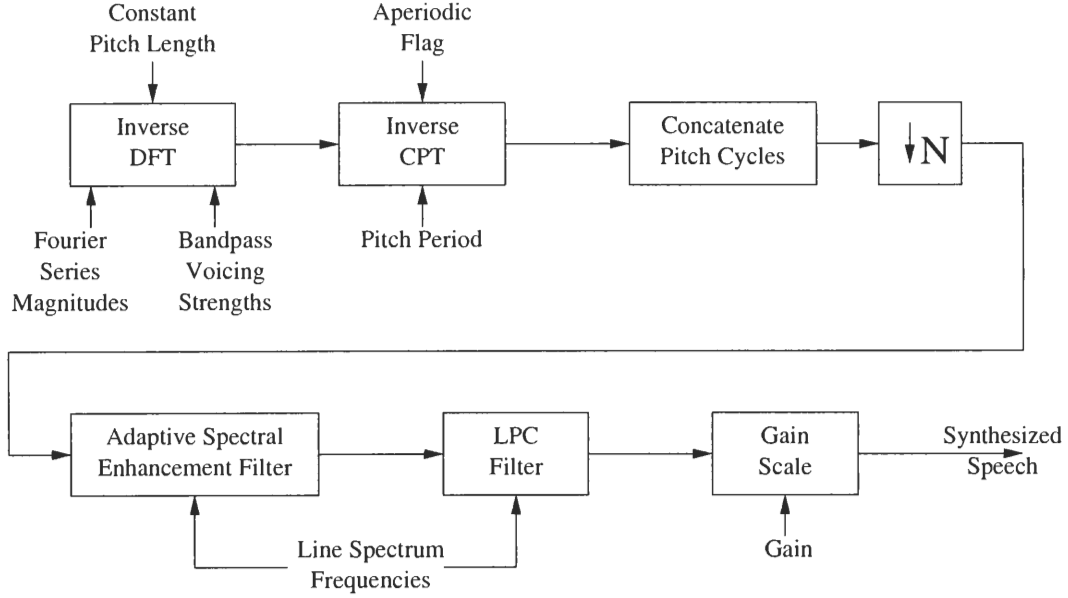 Constant
Pitch Length
Aperiodic
Flag
Inverse
DFT
Inverse
CPT
Concatenate
Pitch Cycles
↓N
Fourier
Series
Magnitudes
Bandpass
Voicing
Strengths
Pitch Period
Adaptive Spectral
Enhancement Filter
LPC
Filter
Gain
Scale
Synthesized
Speech
Line Spectrum
Frequencies
Gain